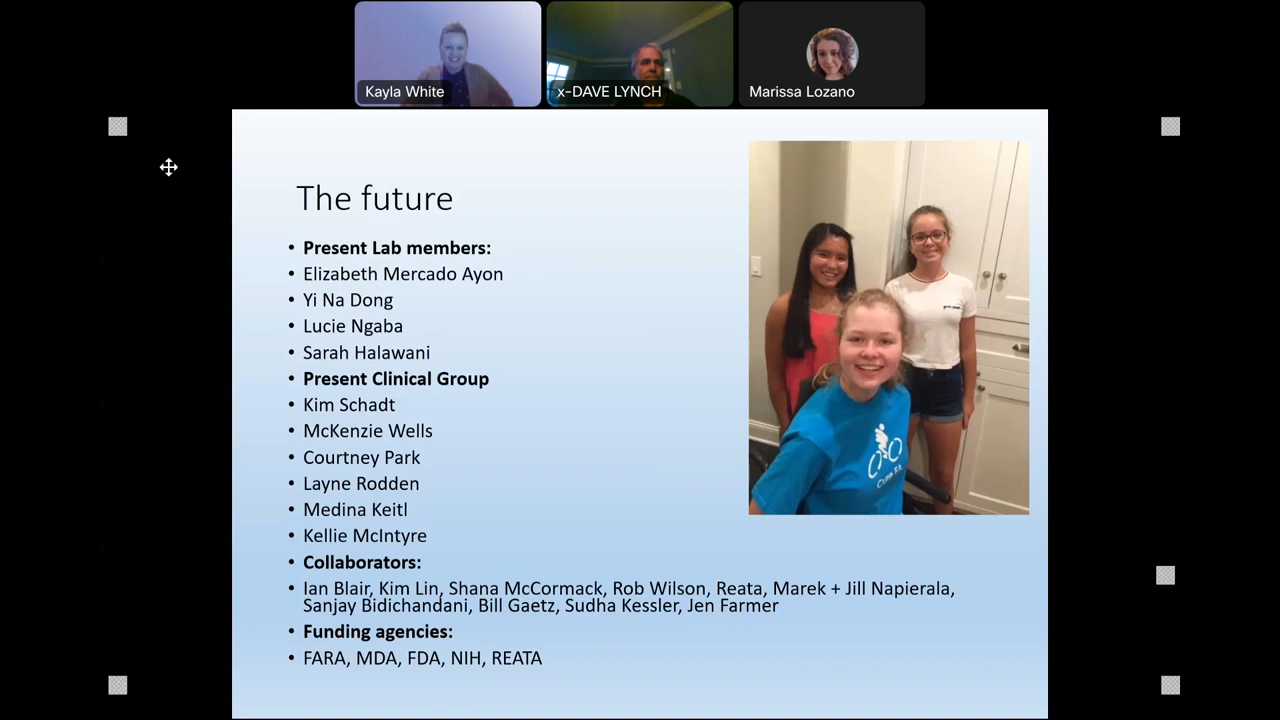 Kayla White
x-DAVE LYNCH
Marissa Lozano
The future
• Present Lab members:
• Elizabeth Mercado Ayon
• Yi Na Dong
• Lucie Ngaba
• Sarah Halawani
• Present Clinical Group
• Kim Schadt
• McKenzie Wells
• Courtney Park
• Layne Rodden
• Medina Keitl
• Kellie McIntyre
• Collaborators:
• Ian Blair, Kim Lin, Shana McCormack, Rob Wilson, Reata, Marek + Jill Napierala,
Sanjay Bidichandani, Bill Gaetz, Sudha Kessler, Jen Farmer
• Funding agencies:
• FARA, MDA, FDA, NIH, REATA